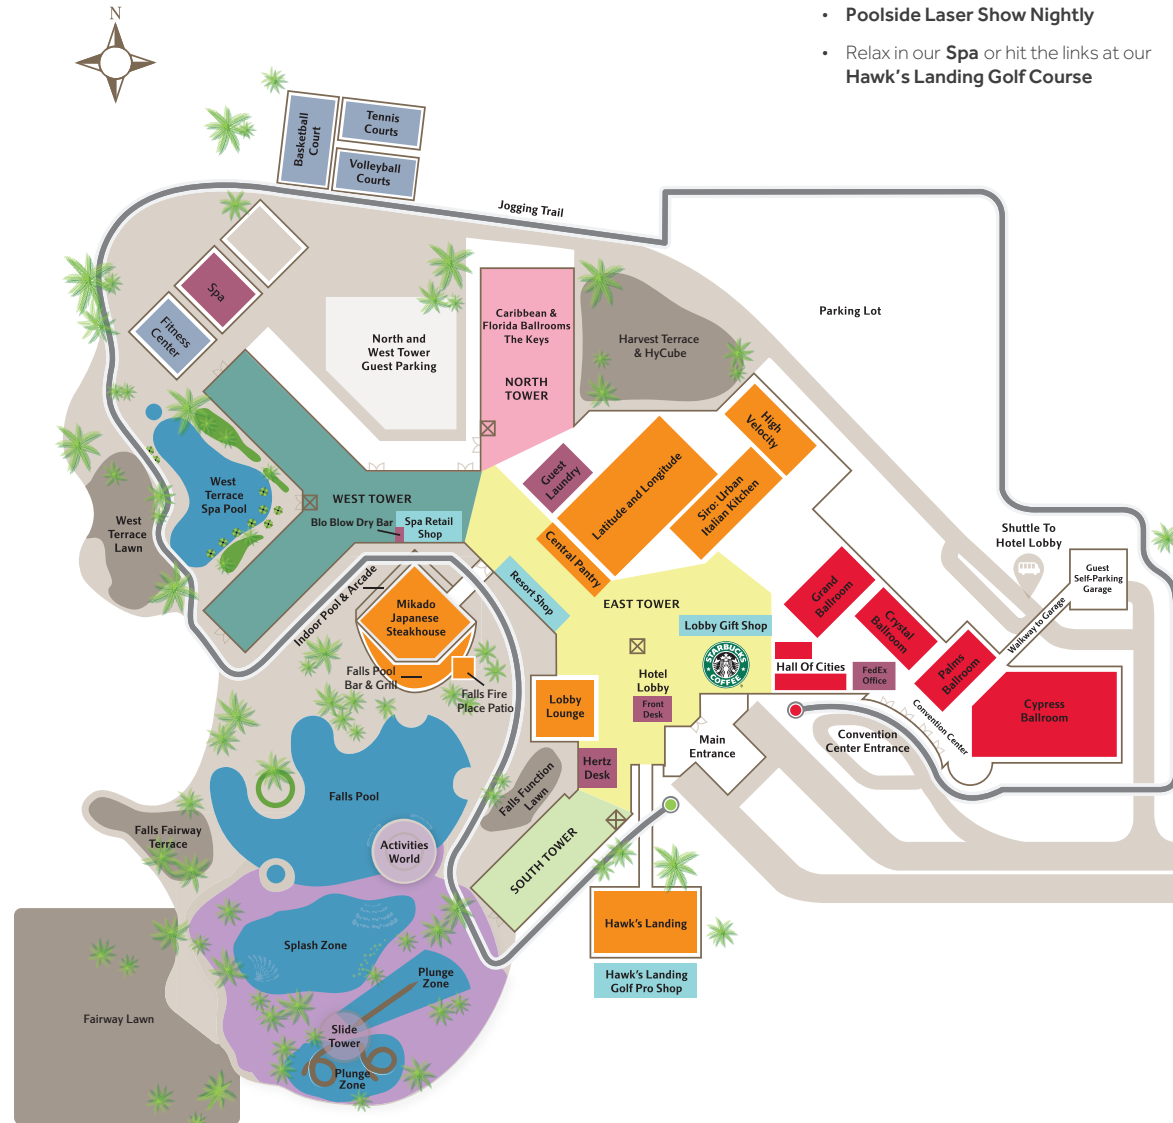 N
• Poolside Laser Show Nightly
• Relax in our Spa or hit the links at our
Hawk's Landing Golf Course
Basketball
Court
Tennis
Courts
Volleyball
Courts
Jogging Trail
Spa
Fitness
Center
North and
West Tower
Guest Parking
Caribbean &
Florida Ballrooms
The Keys
NORTH
TOWER
Harvest Terrace
& HyCube
Parking Lot
High
Velocity
Guest
Laundry
Latitude and Longitude
Siro: Urban
Italian Kitchen
Central Pantry
West
Terrace
Spa Pool
West
Terrace
Lawn
WEST TOWER
Blo Blow Dry Bar
Spa Retail
Shop
Shuttle To
Hotel Lobby
Guest
Self-Parking
Garage
Walkway to Garage
Indoor Pool & Arcade
Mikado
Japanese
Steakhouse
Resort Shop
EAST TOWER
Lobby Gift Shop
STARBUCKS
COFFEE
Grand
Ballroom
Crystal
Ballroom
Palms
Ballroom
Hall Of Cities
FedEx
Office
Cypress
Ballroom
Convention Center
Convention
Center Entrance
Falls Pool
Bar & Grill
Falls Fire
Place Patio
Lobby
Lounge
Hotel
Lobby
Front
Desk
Main
Entrance
Hertz
Desk
Falls Function
Lawn
Falls Pool
Falls Fairway
Terrace
Activities
World
SOUTH TOWER
Hawk's Landing
Hawk's Landing
Golf Pro Shop
Splash Zone
Plunge
Zone
Slide
Tower
Plunge
Zone
Fairway Lawn